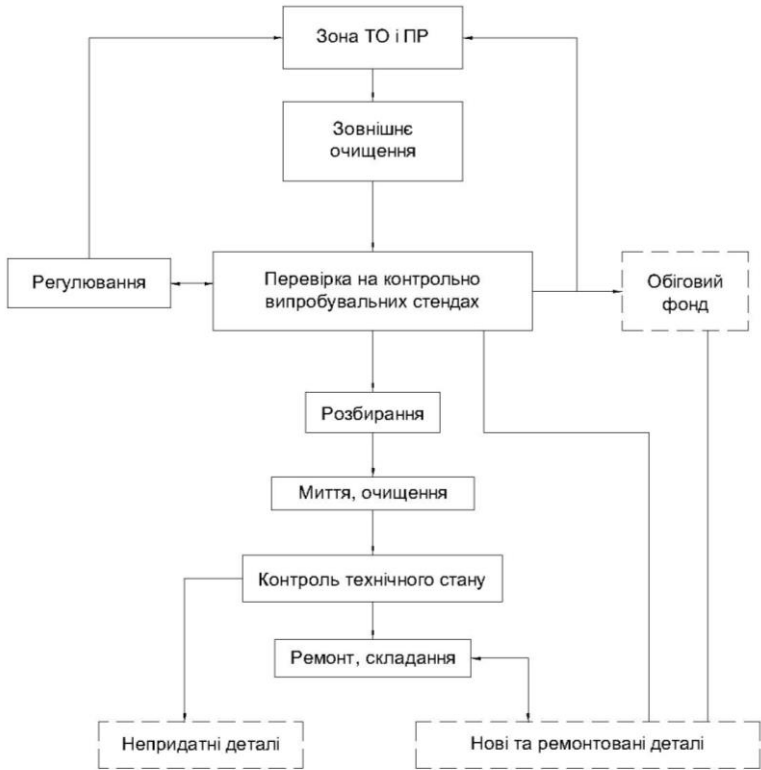 Зона ТО і ПР
Зовнішнє
очищення
Регулювання
Перевірка на контрольно
випробувальних стендах
Обіговий
фонд
Розбирання
Миття, очищення
Контроль технічного стану
Ремонт, складання
Непридатні деталі
Нові та ремонтовані деталі